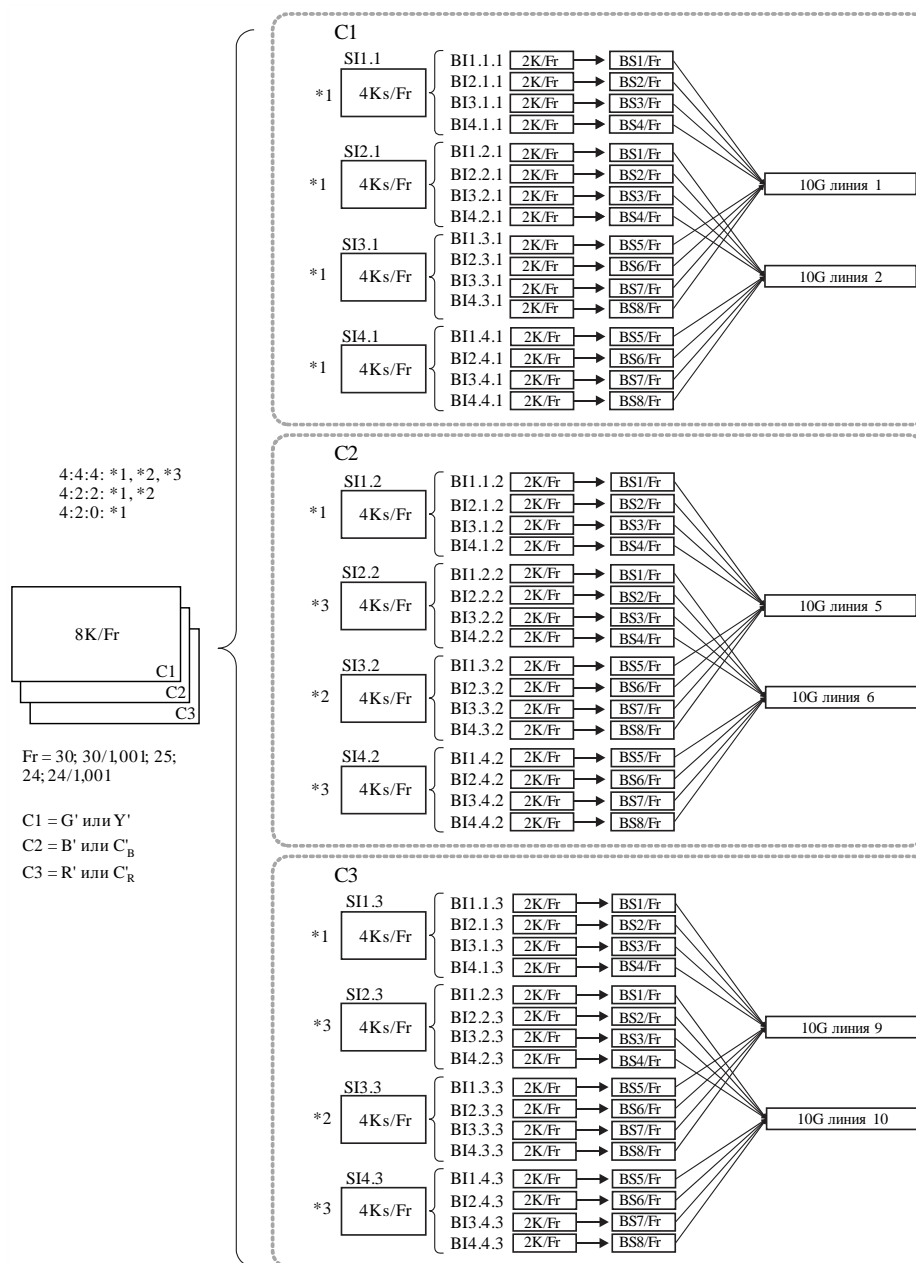 C1
SI1.1
*1
4Ks/Fr
BI1.1.1 2K/Fr BS1/Fr
BI2.1.1 2K/Fr BS2/Fr
BI3.1.1 2K/Fr BS3/Fr
BI4.1.1 2K/Fr BS4/Fr
SI2.1
*1
4Ks/Fr
BI1.2.1 2K/Fr BS1/Fr
BI2.2.1 2K/Fr BS2/Fr
BI3.2.1 2K/Fr BS3/Fr
BI4.2.1 2K/Fr BS4/Fr
SI3.1
*1
4Ks/Fr
BI1.3.1 2K/Fr BS5/Fr
BI2.3.1 2K/Fr BS6/Fr
BI3.3.1 2K/Fr BS7/Fr
BI4.3.1 2K/Fr BS8/Fr
SI4.1
*1
4Ks/Fr
BI1.4.1 2K/Fr BS5/Fr
BI2.4.1 2K/Fr BS6/Fr
BI3.4.1 2K/Fr BS7/Fr
BI4.4.1 2K/Fr BS8/Fr
10G линия 1
10G линия 2
4:4:4: *1, *2, *3
4:2:2: *1, *2
4:2:0: *1
8K/Fr
C1
C2
C3
Fr = 30; 30/1,001; 25;
24; 24/1,001
C1 = G' или Y'
C2 = B' или C'B
C3 = R' или C'R
C2
SI1.2
*1
4Ks/Fr
BI1.1.2 2K/Fr BS1/Fr
BI2.1.2 2K/Fr BS2/Fr
BI3.1.2 2K/Fr BS3/Fr
BI4.1.2 2K/Fr BS4/Fr
SI2.2
*3
4Ks/Fr
BI1.2.2 2K/Fr BS1/Fr
BI2.2.2 2K/Fr BS2/Fr
BI3.2.2 2K/Fr BS3/Fr
BI4.2.2 2K/Fr BS4/Fr
SI3.2
*2
4Ks/Fr
BI1.3.2 2K/Fr BS5/Fr
BI2.3.2 2K/Fr BS6/Fr
BI3.3.2 2K/Fr BS7/Fr
BI4.3.2 2K/Fr BS8/Fr
SI4.2
*3
4Ks/Fr
BI1.4.2 2K/Fr BS5/Fr
BI2.4.2 2K/Fr BS6/Fr
BI3.4.2 2K/Fr BS7/Fr
BI4.4.2 2K/Fr BS8/Fr
10G линия 5
10G линия 6
C3
SI1.3
*1
4Ks/Fr
BI1.1.3 2K/Fr BS1/Fr
BI2.1.3 2K/Fr BS2/Fr
BI3.1.3 2K/Fr BS3/Fr
BI4.1.3 2K/Fr BS4/Fr
SI2.3
*3
4Ks/Fr
BI1.2.3 2K/Fr BS1/Fr
BI2.2.3 2K/Fr BS2/Fr
BI3.2.3 2K/Fr BS3/Fr
BI4.2.3 2K/Fr BS4/Fr
SI3.3
*2
4Ks/Fr
BI1.3.3 2K/Fr BS5/Fr
BI2.3.3 2K/Fr BS6/Fr
BI3.3.3 2K/Fr BS7/Fr
BI4.3.3 2K/Fr BS8/Fr
SI4.3
*3
4Ks/Fr
BI1.4.3 2K/Fr BS5/Fr
BI2.4.3 2K/Fr BS6/Fr
BI3.4.3 2K/Fr BS7/Fr
BI4.4.3 2K/Fr BS8/Fr
10G линия 9
10G линия 10